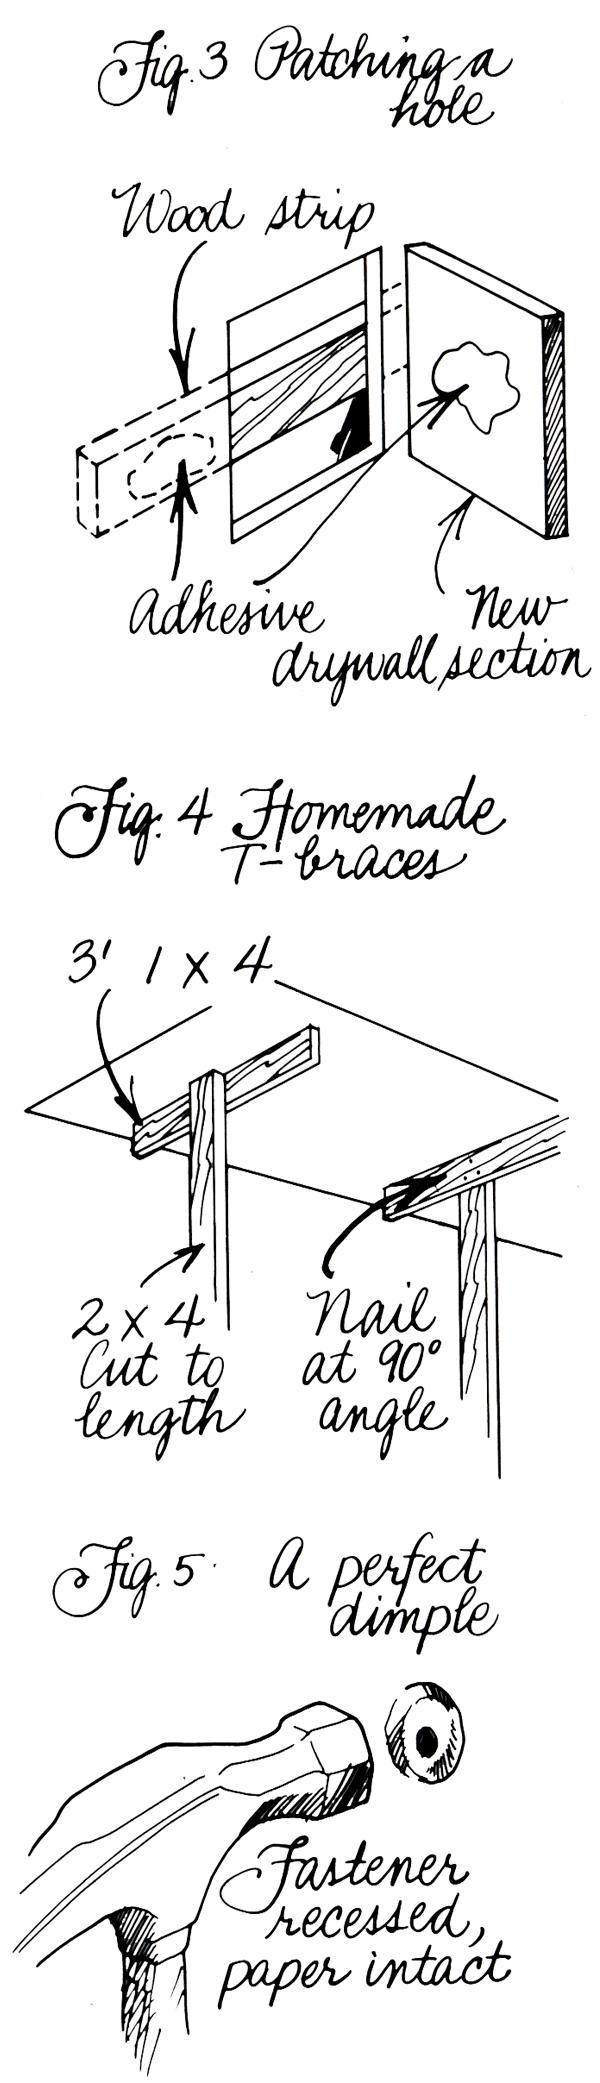 Fig. 3 Patching a
hole
Wood strip
Adhesive
New
drywall section
Fig. 4 Homemade
T-braces
3' 1 x 4
2 x 4
Cut to
length
Nail
at 90°
angle
Fig. 5. A perfect
dimple
Fastener
recessed,
paper intact